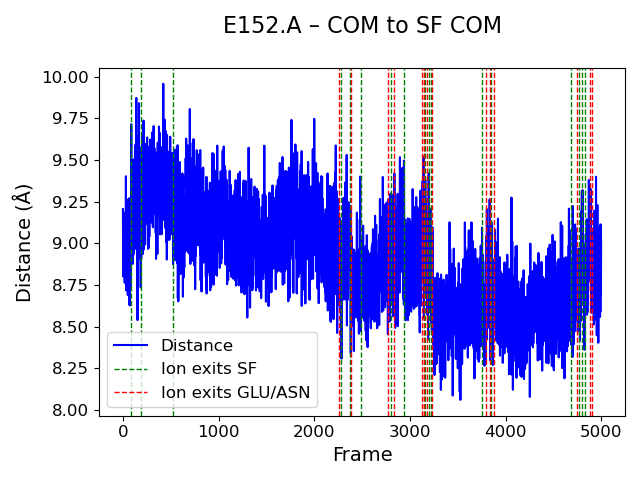 E152.A – COM to SF COM
10.00
9.75
9.50
9.25
9.00
8.75
8.50
8.25
8.00
Distance (Å)
Distance
Ion exits SF
Ion exits GLU/ASN
0 1000 2000 3000 4000 5000
Frame